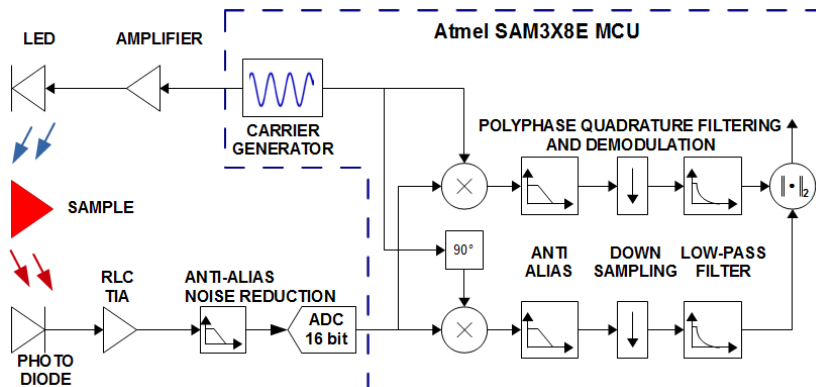 Atmel SAM3X8E MCU
LED
AMPLIFIER
CARRIER
GENERATOR
POLYPHASE QUADRATURE FILTERING
AND DEMODULATION
‖•‖₂
SAMPLE
90°
ANTI
ALIAS
DOWN
SAMPLING
LOW-PASS
FILTER
RLC
TIA
ANTI-ALIAS
NOISE REDUCTION
ADC
16 bit
PHOTO
DIODE